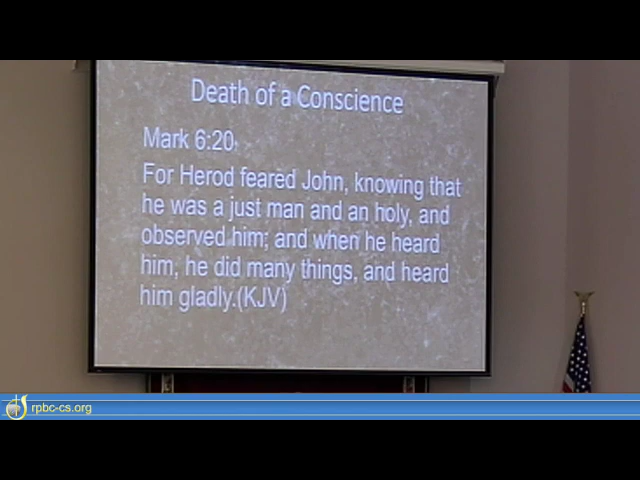 Death of a Conscience
Mark 6:20
For Herod feared John, knowing that
he was a just man and an holy, and
observed him; and when he heard
him, he did many things, and heard
him gladly.(KJV)
rpbc-cs.org